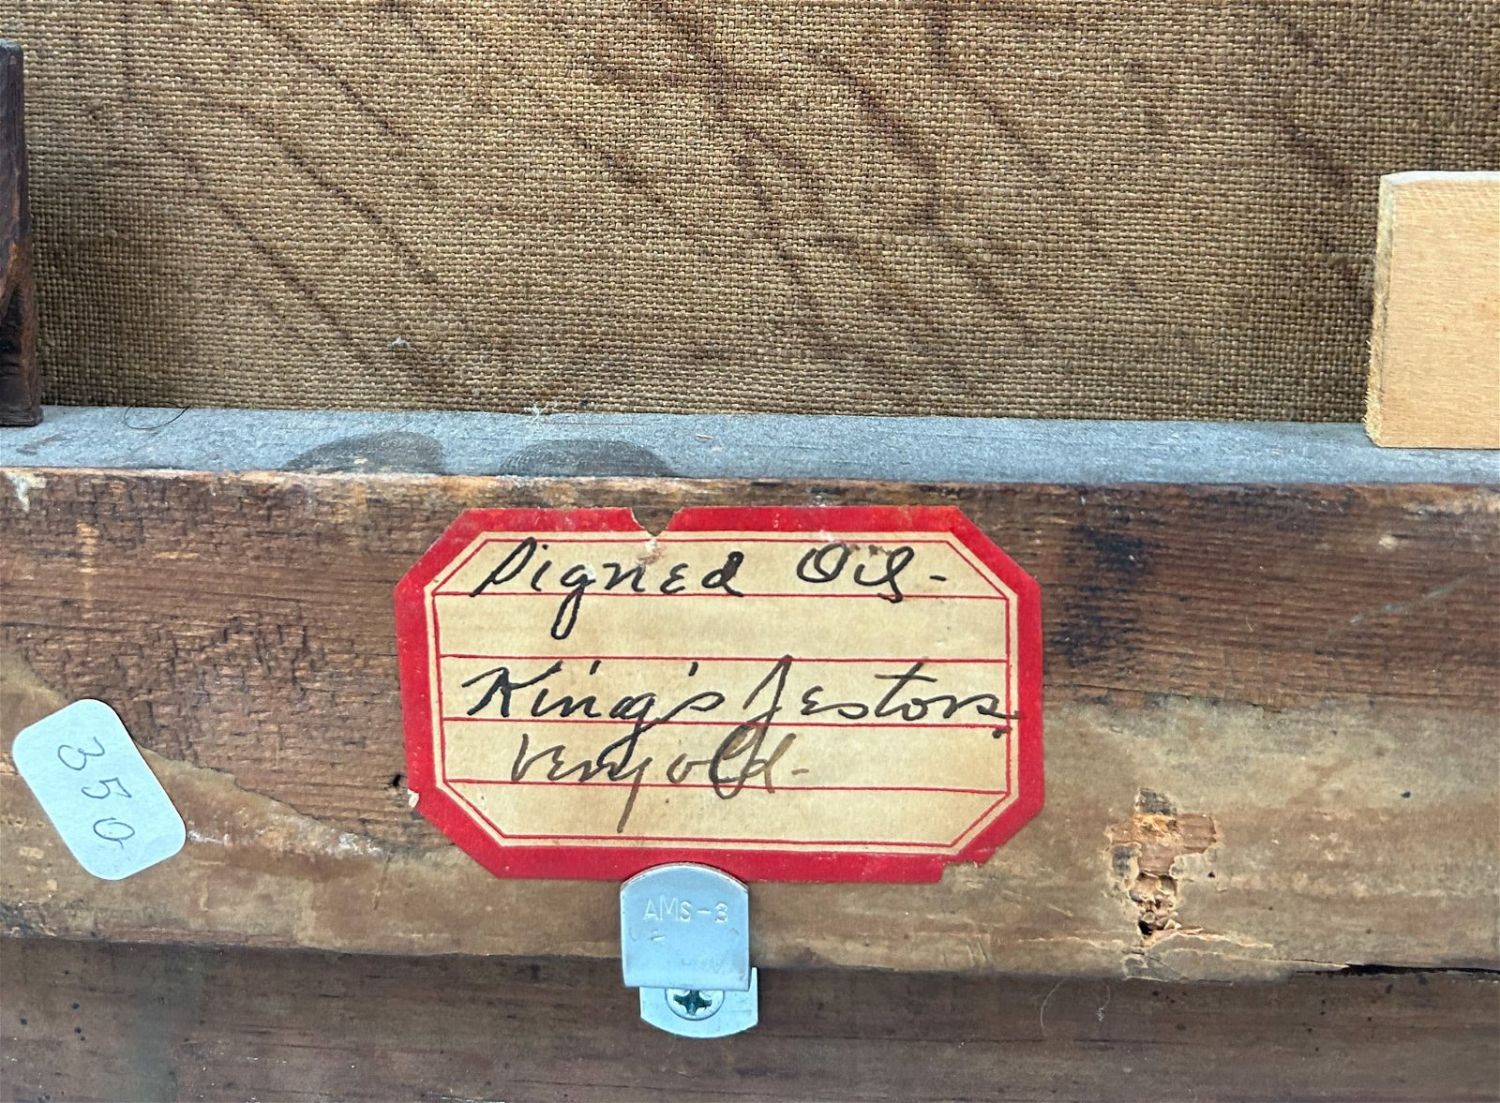 Signed Oil-
King's Jestors.
very old-
350
AMS-3